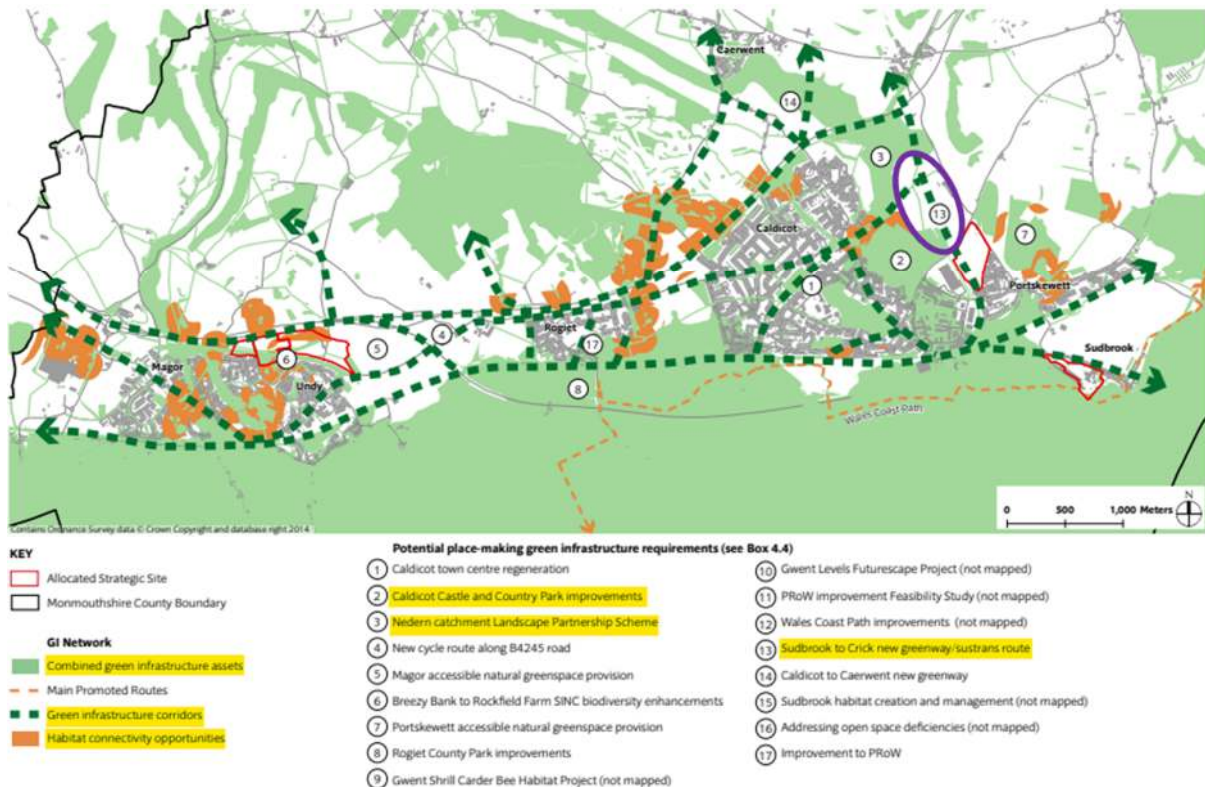 Caerwent
14
3
13
Caldicot
7
2
1
Portskewett
4
Rogiet
5
17
6
Magor
Undy
8
Sudbrook
Wales Coast Path
N
0 500 1,000 Meters
Contains Ordnance Survey data © Crown Copyright and database right 2014
KEY
Allocated Strategic Site
Monmouthshire County Boundary
GI Network
Combined green infrastructure assets
Main Promoted Routes
Green infrastructure corridors
Habitat connectivity opportunities
Potential place-making green infrastructure requirements (see Box 4.4)
1 Caldicot town centre regeneration
2 Caldicot Castle and Country Park improvements
3 Nedern catchment Landscape Partnership Scheme
4 New cycle route along B4245 road
5 Magor accessible natural greenspace provision
6 Breezy Bank to Rockfield Farm SINC biodiversity enhancements
7 Portskewett accessible natural greenspace provision
8 Rogiet County Park improvements
9 Gwent Shrill Carder Bee Habitat Project (not mapped)
10 Gwent Levels Futurescape Project (not mapped)
11 PRoW improvement Feasibility Study (not mapped)
12 Wales Coast Path improvements (not mapped)
13 Sudbrook to Crick new greenway/sustrans route
14 Caldicot to Caerwent new greenway
15 Sudbrook habitat creation and management (not mapped)
16 Addressing open space deficiencies (not mapped)
17 Improvement to PRoW